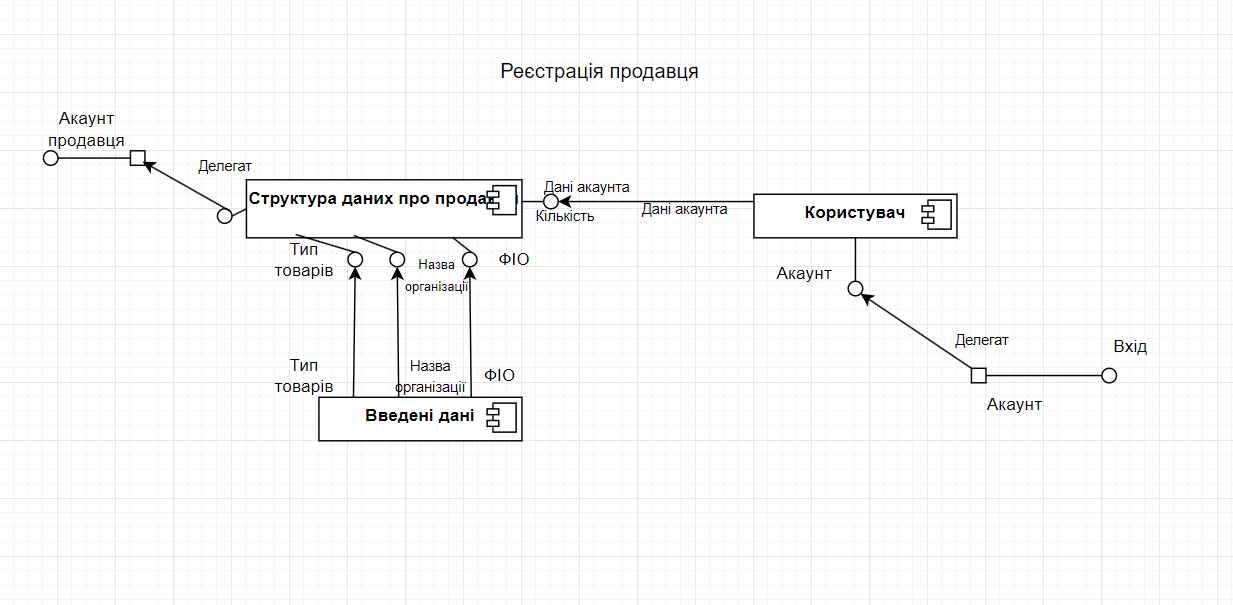 Реєстрація продавця
Акаунт
продавця
Делегат
Структура даних про
Дані акаунта
Кількість
Дані акаунта
Користувач
Тип
товарів
Назва
організації
ФІО
Акаунт
Делегат
Вхід
Акаунт
Тип
товарів
Назва
організації
ФІО
Введені дані